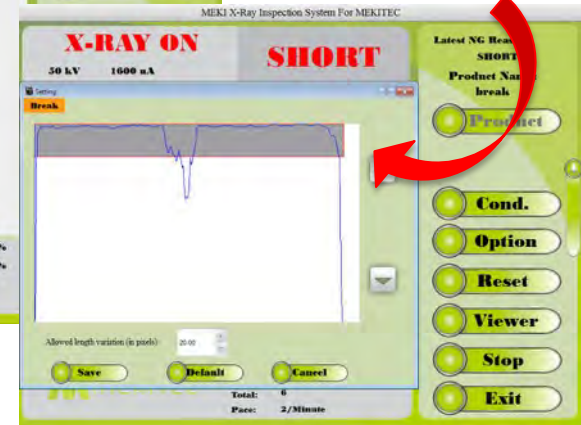 MEKI X-Ray Inspection System For MEKITEC
X-RAY ON
50 kV 1600 uA
SHORT
Latest NG Rea
SHORT
Product Na
break
Product
Setting
Break
Cond.
Option
Reset
Viewer
Stop
Exit
%
%
Allowed length variation (in pixels): 20.00
Save Default Cancel
Total: 6
Pace: 2/Minute